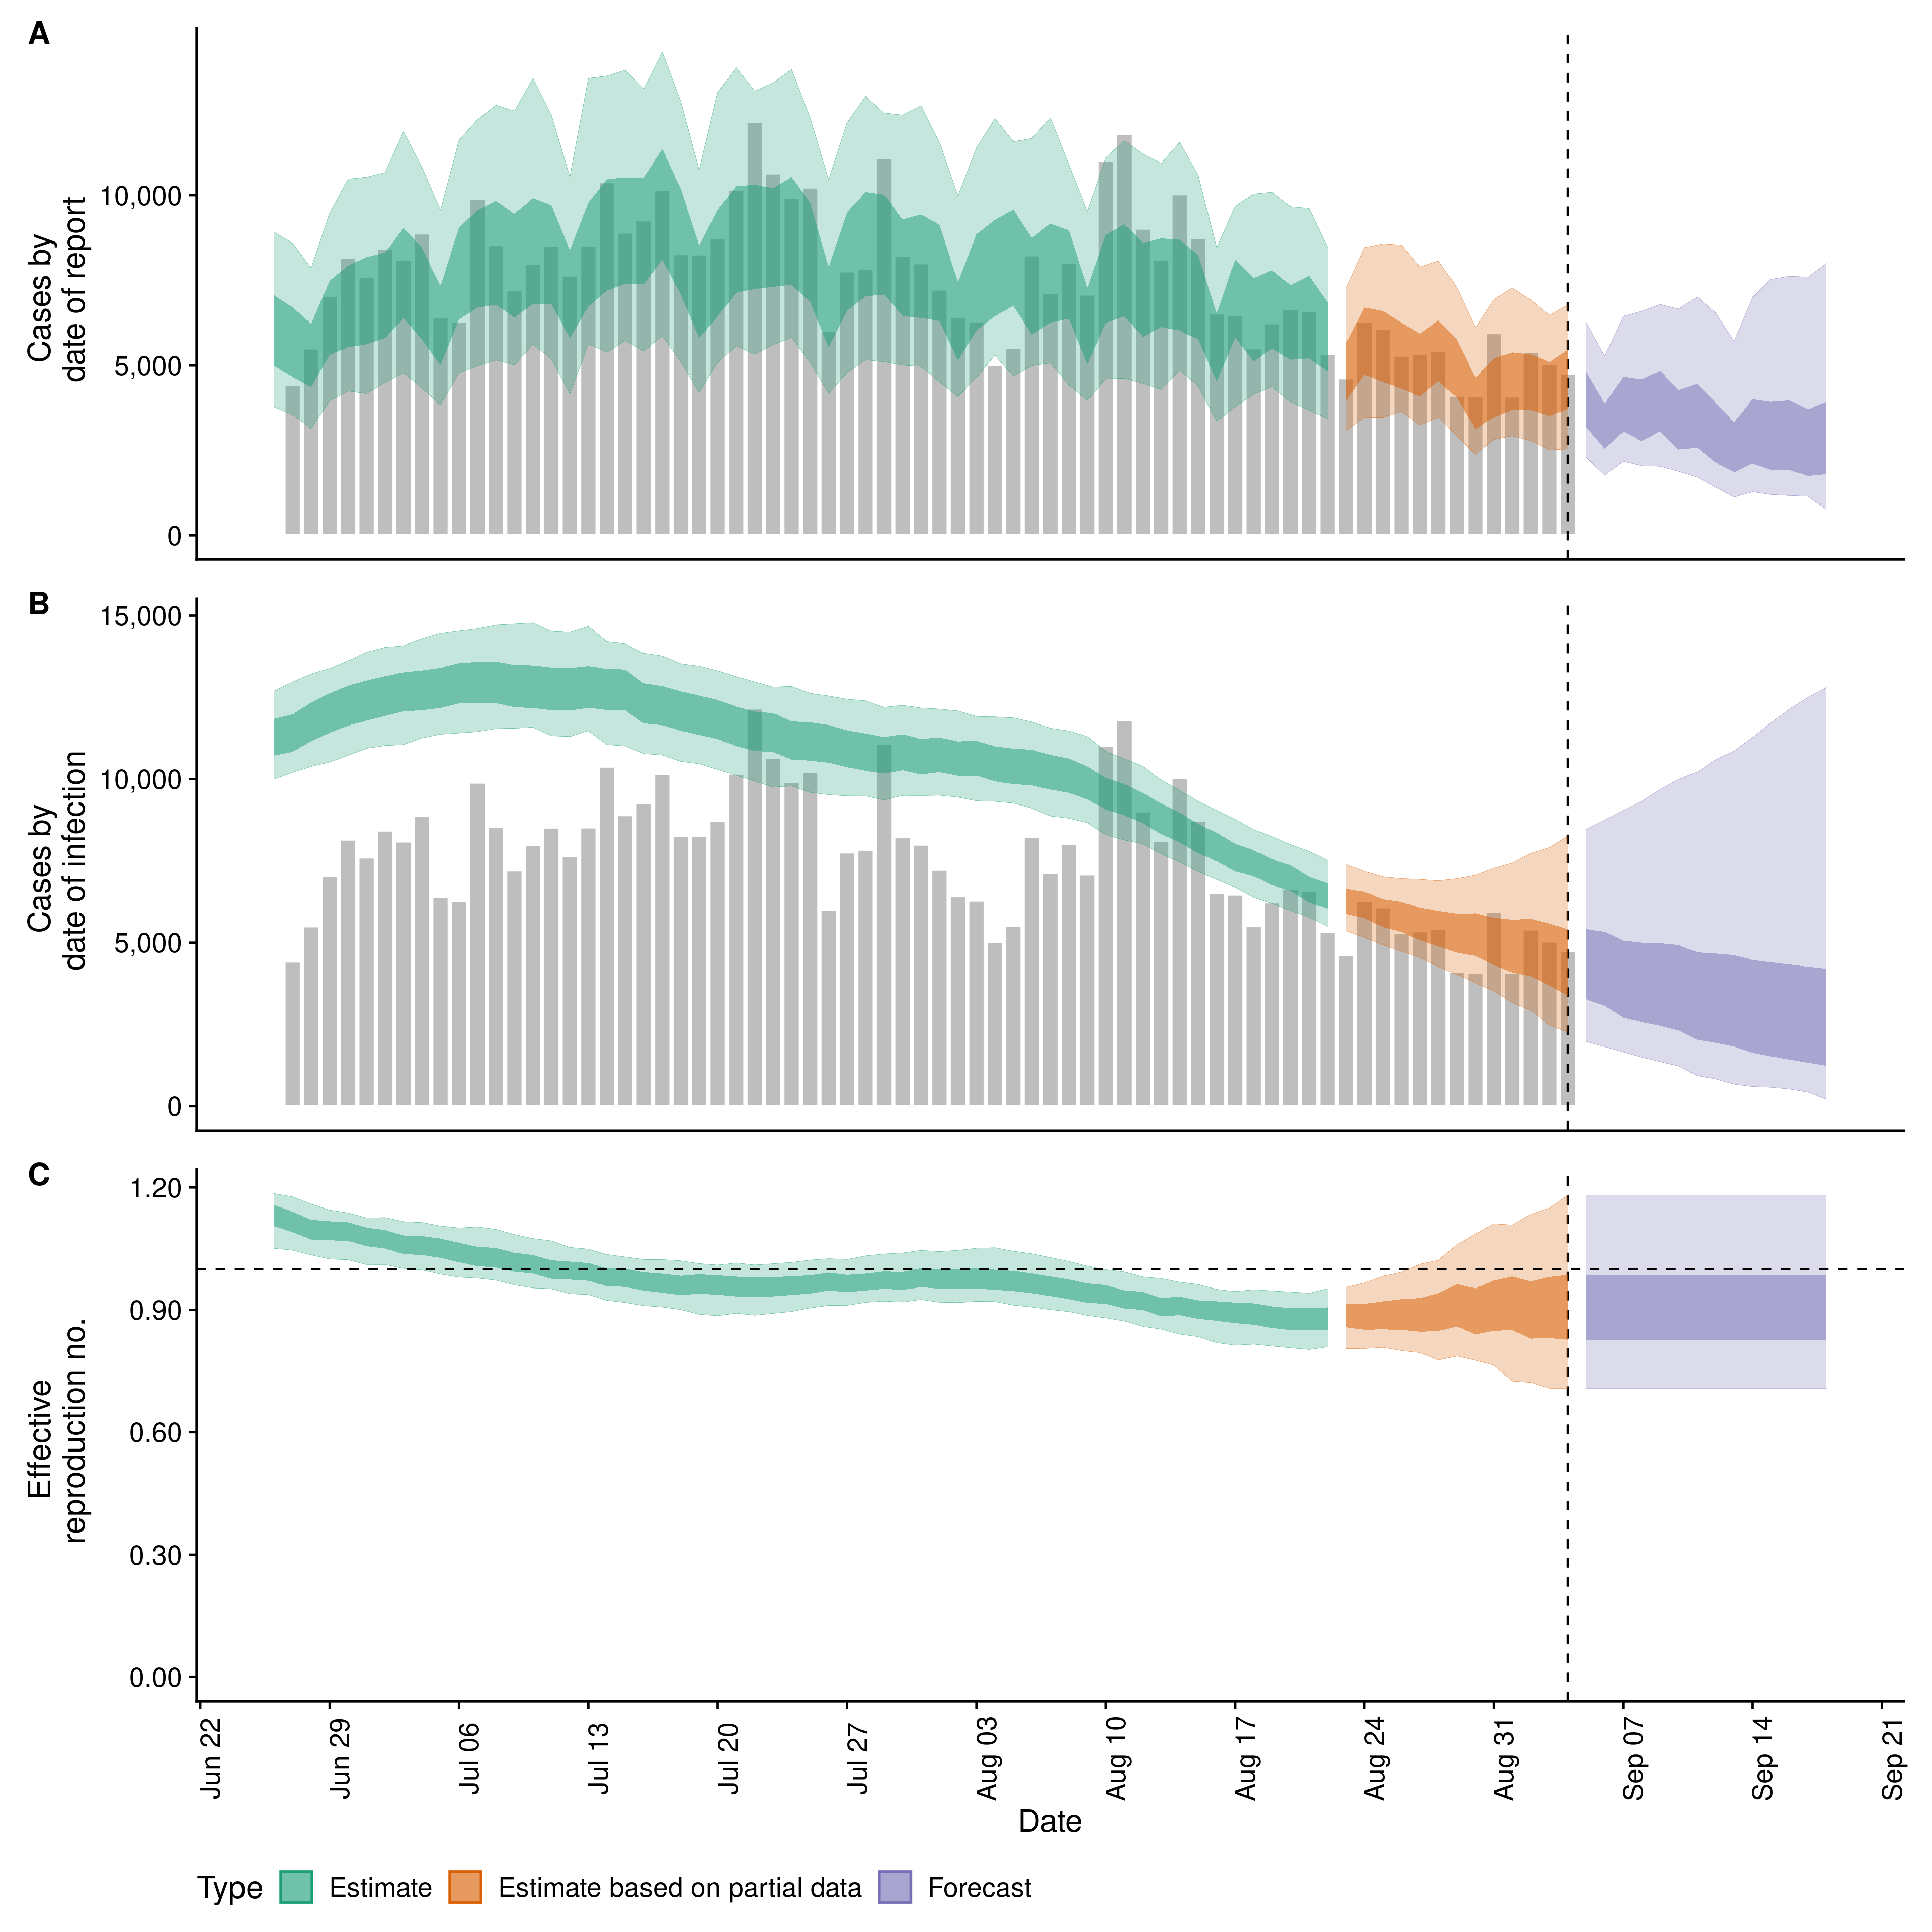 A
Cases by
date of report
10,000
5,000
0
B
Cases by
date of infection
15,000
10,000
5,000
0
C
Effective
reproduction no.
1.20
0.90
0.60
0.30
0.00
Jun 22
Jun 29
Jul 06
Jul 13
Jul 20
Jul 27
Aug 03
Aug 10
Aug 17
Aug 24
Aug 31
Sep 07
Sep 14
Sep 21
Date
Type
Estimate
Estimate based on partial data
Forecast